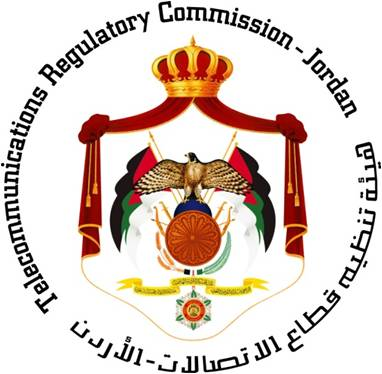 Telecommunications Regulatory Commission - Jordan
هيئة تنظيم قطاع الاتصالات - الأردن